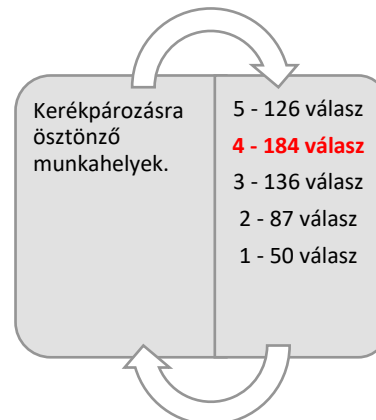 Kerékpározásra
ösztönző
munkahelyek.
5 - 126 válasz
4 - 184 válasz
3 - 136 válasz
2 - 87 válasz
1 - 50 válasz